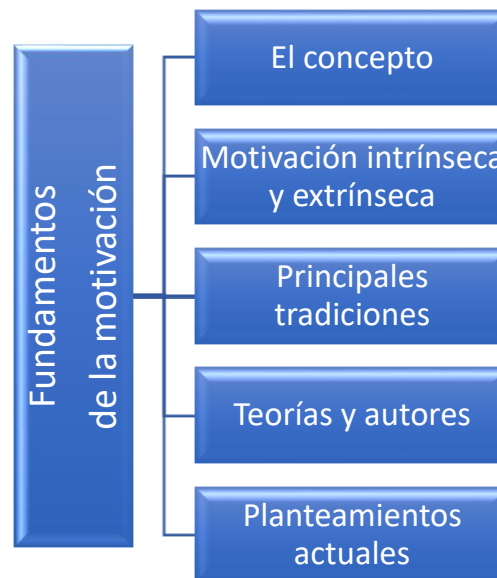 Fundamentos
de la motivación
El concepto
Motivación intrínseca
y extrínseca
Principales
tradiciones
Teorías y autores
Planteamientos
actuales